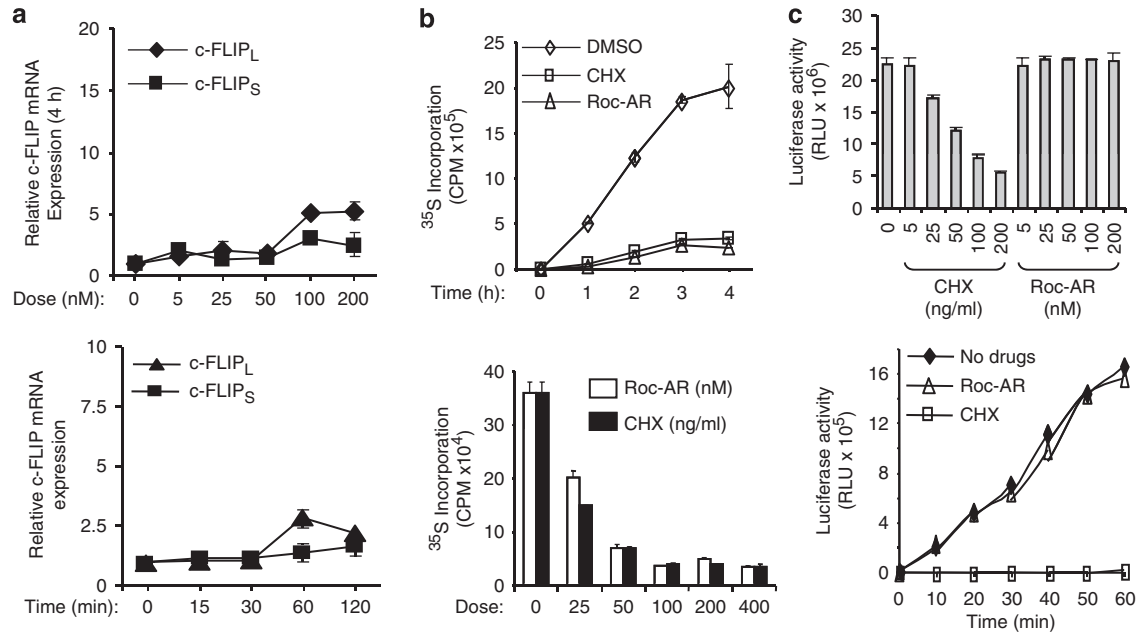 a
Relative c-FLIP mRNA
Expression (4 h)
20
15
10
5
0
c-FLIPL
c-FLIPS
Dose (nM): 0 5 25 50 100 200
Relative c-FLIP mRNA
expression
10
7.5
5
2.5
0
c-FLIPL
c-FLIPS
Time (min): 0 15 30 60 120
b
35S Incorporation
(CPM x105)
25
20
15
10
5
0
DMSO
CHX
Roc-AR
Time (h): 0 1 2 3 4
35S Incorporation
(CPM x104)
40
30
20
10
0
Roc-AR (nM)
CHX (ng/ml)
Dose: 0 25 50 100 200 400
c
Luciferase activity
(RLU x 106)
30
25
20
15
10
5
0
0 5 25 50 100 200 5 25 50 100 200
CHX
(ng/ml)
Roc-AR
(nM)
Luciferase activity
(RLU x 105)
16
12
8
4
0
No drugs
Roc-AR
CHX
0 10 20 30 40 50 60
Time (min)